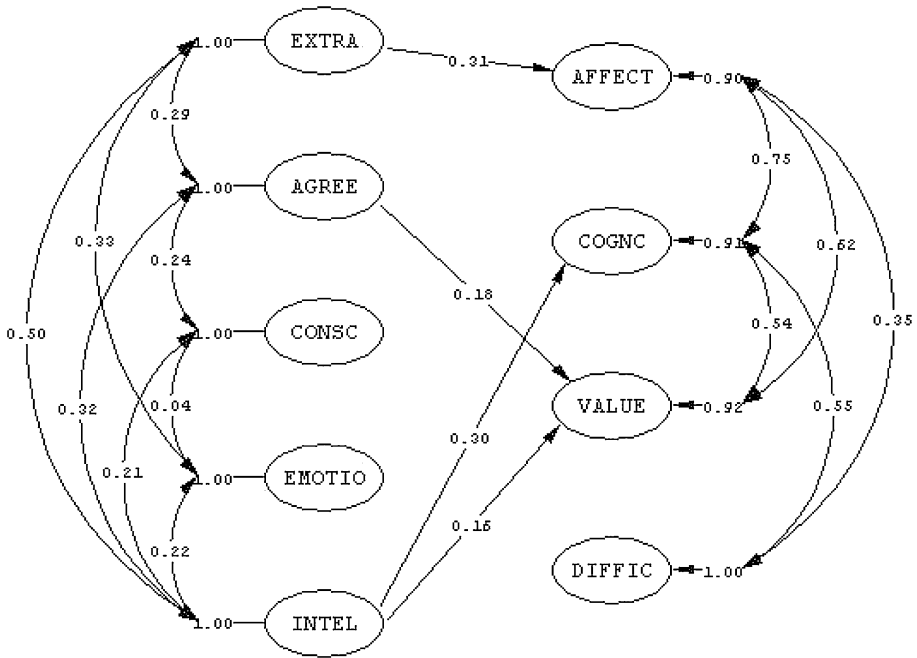 1.00
EXTRA
0.31
AFFECT
0.90
0.29
0.75
1.00
AGREE
0.33
0.24
COGNC
0.91
0.62
0.18
0.50
1.00
CONSC
0.54
0.35
0.32
0.04
VALUE
0.92
0.55
0.30
0.21
1.00
EMOTIO
0.15
0.22
DIFFIC
1.00
1.00
INTEL